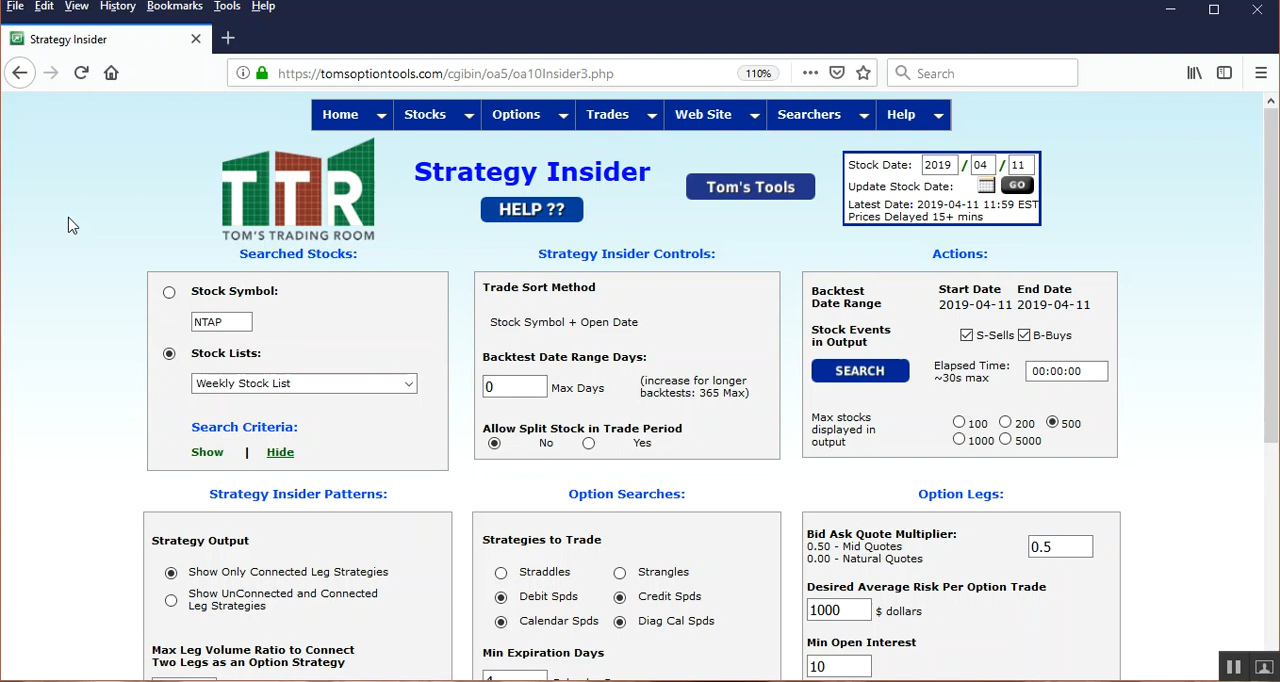 File Edit View History Bookmarks Tools Help
Strategy Insider
https://tomsoptiontools.com/cgibin/oa5/oa10Insider3.php 110% Search
Home Stocks Options Trades Web Site Searchers Help
TTR
TOM'S TRADING ROOM
Strategy Insider
HELP ??
Tom's Tools
Stock Date: 2019 / 04 / 11
Update Stock Date: GO
Latest Date: 2019-04-11 11:59 EST
Prices Delayed 15+ mins
Searched Stocks:
Stock Symbol:
NTAP
Stock Lists:
Weekly Stock List
Search Criteria:
Show | Hide
Strategy Insider Controls:
Trade Sort Method
Stock Symbol + Open Date
Backtest Date Range Days:
0 Max Days (increase for longer
backtests: 365 Max)
Allow Split Stock in Trade Period
No Yes
Actions:
Backtest Start Date End Date
Date Range 2019-04-11 2019-04-11
Stock Events
in Output S-Sells B-Buys
SEARCH Elapsed Time:
~30s max 00:00:00
Max stocks
displayed in
output
100 200 500
1000 5000
Strategy Insider Patterns:
Strategy Output
Show Only Connected Leg Strategies
Show UnConnected and Connected
Leg Strategies
Max Leg Volume Ratio to Connect
Two Legs as an Option Strategy
Option Searches:
Strategies to Trade
Straddles Strangles
Debit Spds Credit Spds
Calendar Spds Diag Cal Spds
Min Expiration Days
Option Legs:
Bid Ask Quote Multiplier:
0.50 - Mid Quotes
0.00 - Natural Quotes
0.5
Desired Average Risk Per Option Trade
1000 $ dollars
Min Open Interest
10